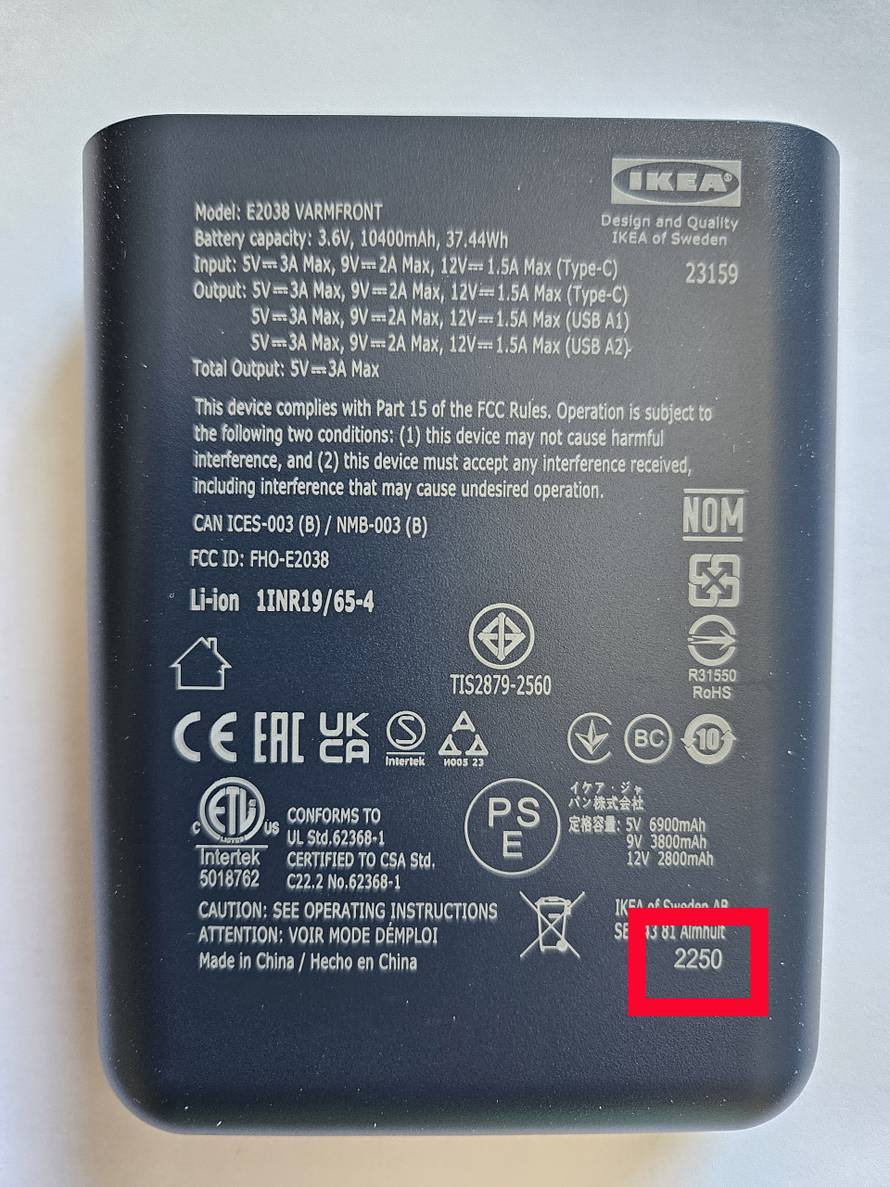 IKEA®
Design and Quality
IKEA of Sweden
23159
Model: E2038 VARMFRONT
Battery capacity: 3.6V, 10400mAh, 37.44Wh
Input: 5V⎓3A Max, 9V⎓2A Max, 12V⎓1.5A Max (Type-C)
Output: 5V⎓3A Max, 9V⎓2A Max, 12V⎓1.5A Max (Type-C)
5V⎓3A Max, 9V⎓2A Max, 12V⎓1.5A Max (USB A1)
5V⎓3A Max, 9V⎓2A Max, 12V⎓1.5A Max (USB A2).
Total Output: 5V⎓3A Max
This device complies with Part 15 of the FCC Rules. Operation is subject to
the following two conditions: (1) this device may not cause harmful
interference, and (2) this device must accept any interference received,
including interference that may cause undesired operation.
CAN ICES-003 (B) / NMB-003 (B)
FCC ID: FHO-E2038
Li-ion 1INR19/65-4
NOM
R31550
RoHS
TIS2879-2560
CE EAC UK
CA
S
Intertek
И005 23
BC
10
ETL
C US
LISTED
Intertek
5018762
CONFORMS TO
UL Std.62368-1
CERTIFIED TO CSA Std.
C22.2 No.62368-1
PS
E
イケア・ジャ
パン株式会社
定格容量: 5V 6900mAh
9V 3800mAh
12V 2800mAh
CAUTION: SEE OPERATING INSTRUCTIONS
ATTENTION: VOIR MODE DÉMPLOI
Made in China / Hecho en China
IKEA of Sweden AB
43 81 Älmhult
2250